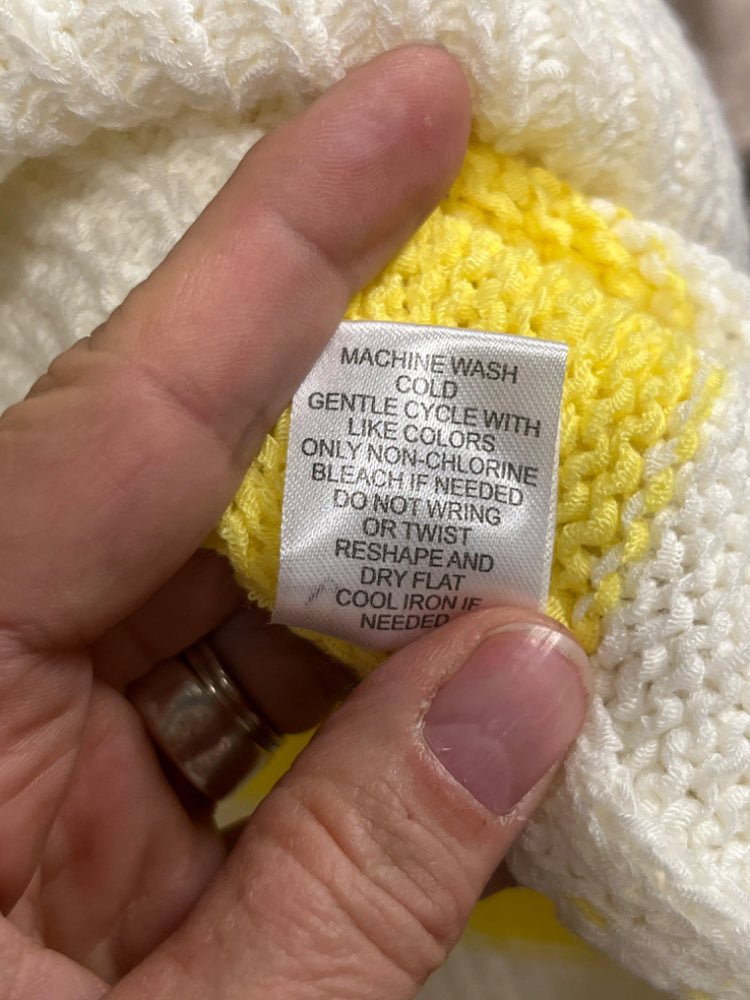 MACHINE WASH
COLD
GENTLE CYCLE WITH
LIKE COLORS
ONLY NON-CHLORINE
BLEACH IF NEEDED
DO NOT WRING
OR TWIST
RESHAPE AND
DRY FLAT
COOL IRON IF
NEEDED